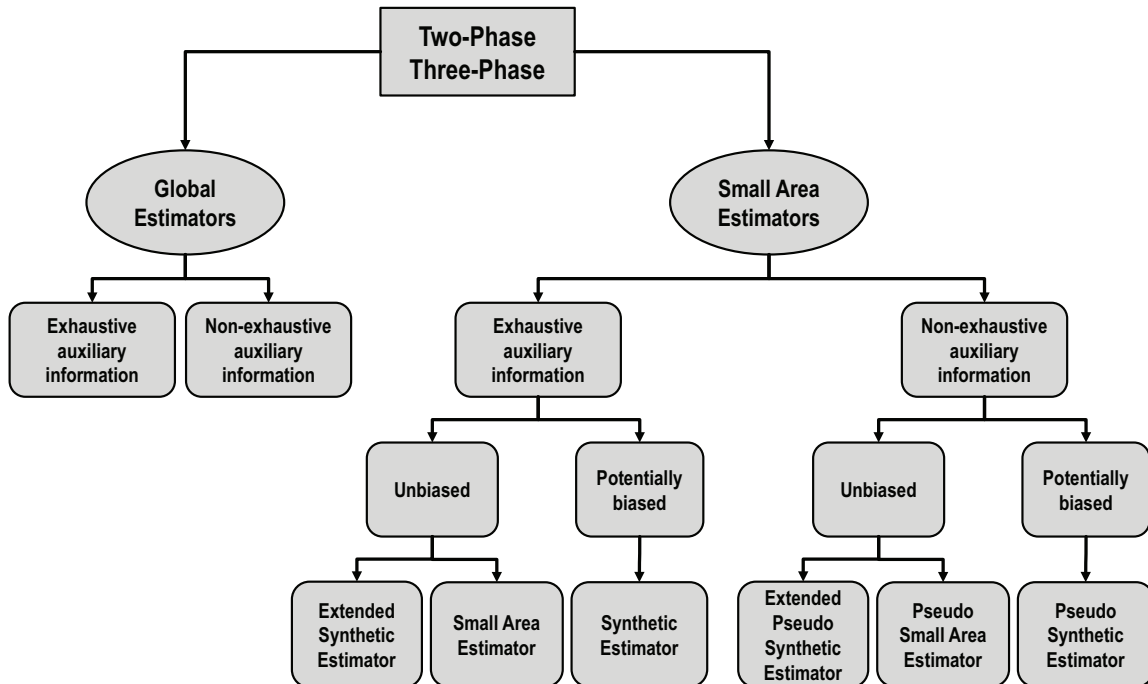 Two-Phase
Three-Phase
Global
Estimators
Small Area
Estimators
Exhaustive
auxiliary
information
Non-exhaustive
auxiliary
information
Exhaustive
auxiliary
information
Non-exhaustive
auxiliary
information
Unbiased
Potentially
biased
Unbiased
Potentially
biased
Extended
Synthetic
Estimator
Small Area
Estimator
Synthetic
Estimator
Extended
Pseudo
Synthetic
Estimator
Pseudo
Small Area
Estimator
Pseudo
Synthetic
Estimator